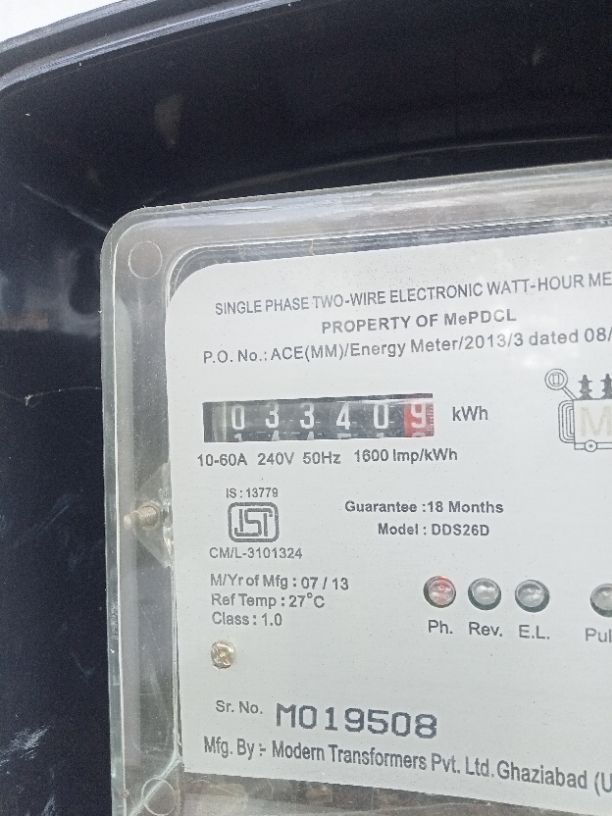 SINGLE PHASE TWO-WIRE ELECTRONIC WATT-HOUR ME
PROPERTY OF MePDCL
P.O. No.: ACE(MM)/Energy Meter/2013/3 dated 08/
0 3 3 4 0 9 kWh
M
10-60A 240V 50Hz 1600 Imp/kWh
IS : 13779
ISI
CM/L-3101324
Guarantee :18 Months
Model : DDS26D
M/Yr of Mfg : 07 / 13
Ref Temp : 27°C
Class : 1.0
Ph. Rev. E.L. Pul
Sr. No. M019508
Mfg. By :- Modern Transformers Pvt. Ltd. Ghaziabad (U